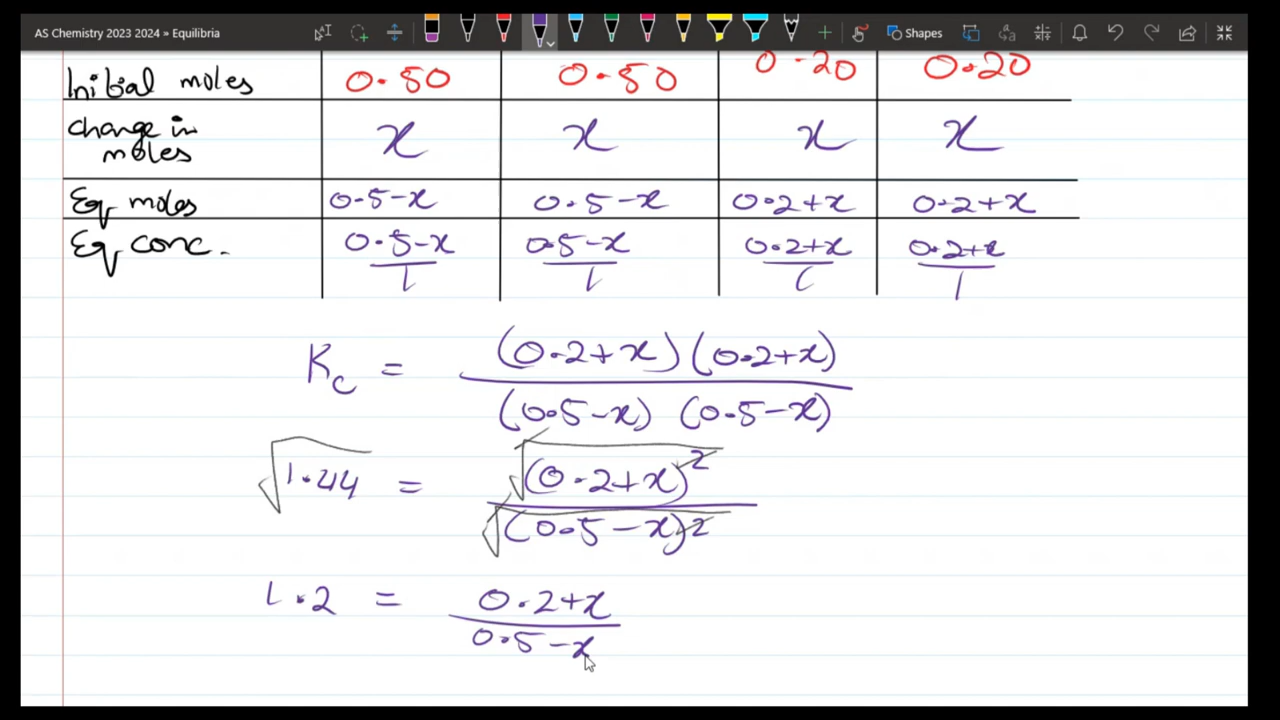 AS Chemistry 2023 2024 » Equilibria
Shapes
Initial moles 0.50 0.50 0.20 0.20
change in moles x x x x
Eq moles 0.5-x 0.5-x 0.2+x 0.2+x
Eq conc. 0.5-x/1 0.5-x/1 0.2+x/1 0.2+x/1
Kc = (0.2+x)(0.2+x)/(0.5-x)(0.5-x)
√1.44 = √(0.2+x)²/√(0.5-x)²
1.2 = 0.2+x/0.5-x